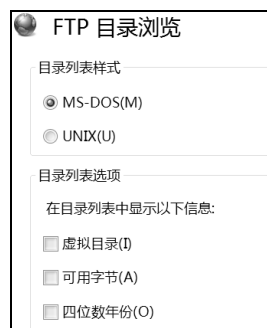 FTP 目录浏览
目录列表样式
MS-DOS(M)
UNIX(U)
目录列表选项
在目录列表中显示以下信息:
虚拟目录(I)
可用字节(A)
四位数年份(O)